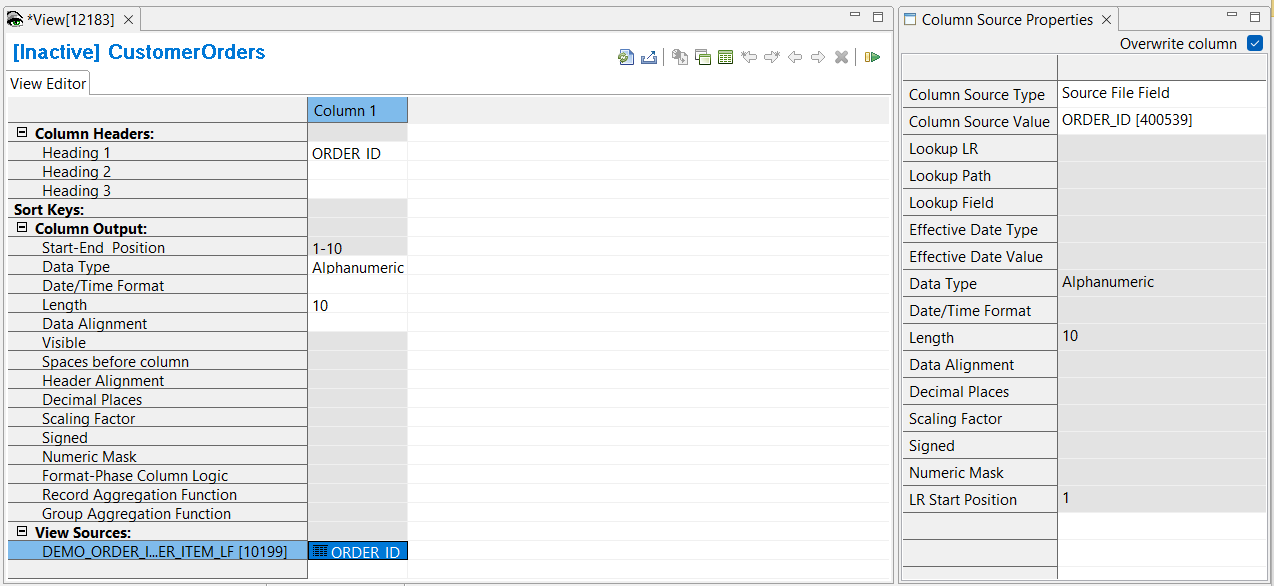 *View[12183]
[Inactive] CustomerOrders
View Editor
Column 1
Column Headers:
Heading 1 ORDER_ID
Heading 2
Heading 3
Sort Keys:
Column Output:
Start-End Position 1-10
Data Type Alphanumeric
Date/Time Format
Length 10
Data Alignment
Visible
Spaces before column
Header Alignment
Decimal Places
Scaling Factor
Signed
Numeric Mask
Format-Phase Column Logic
Record Aggregation Function
Group Aggregation Function
View Sources:
DEMO_ORDER_I...ER_ITEM_LF [10199] ORDER_ID
Column Source Properties
Overwrite column
Column Source Type Source File Field
Column Source Value ORDER_ID [400539]
Lookup LR
Lookup Path
Lookup Field
Effective Date Type
Effective Date Value
Data Type Alphanumeric
Date/Time Format
Length 10
Data Alignment
Decimal Places
Scaling Factor
Signed
Numeric Mask
LR Start Position 1